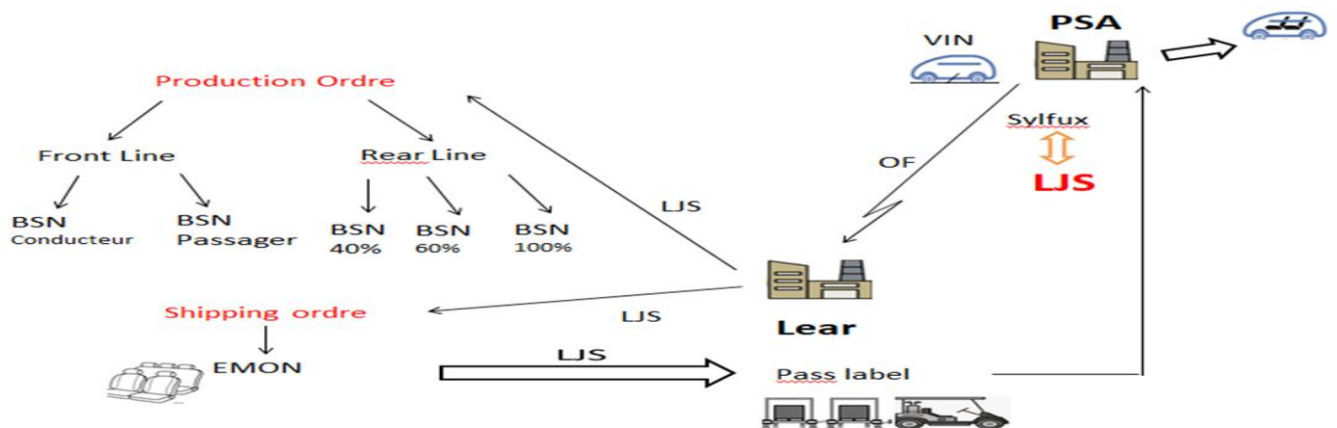 PSA
VIN
Production Ordre
Sylfux
Front Line
Rear Line
OF
LJS
LJS
BSN
Conducteur
BSN
Passager
BSN
40%
BSN
60%
BSN
100%
Shipping ordre
LJS
Lear
EMON
LJS
Pass label